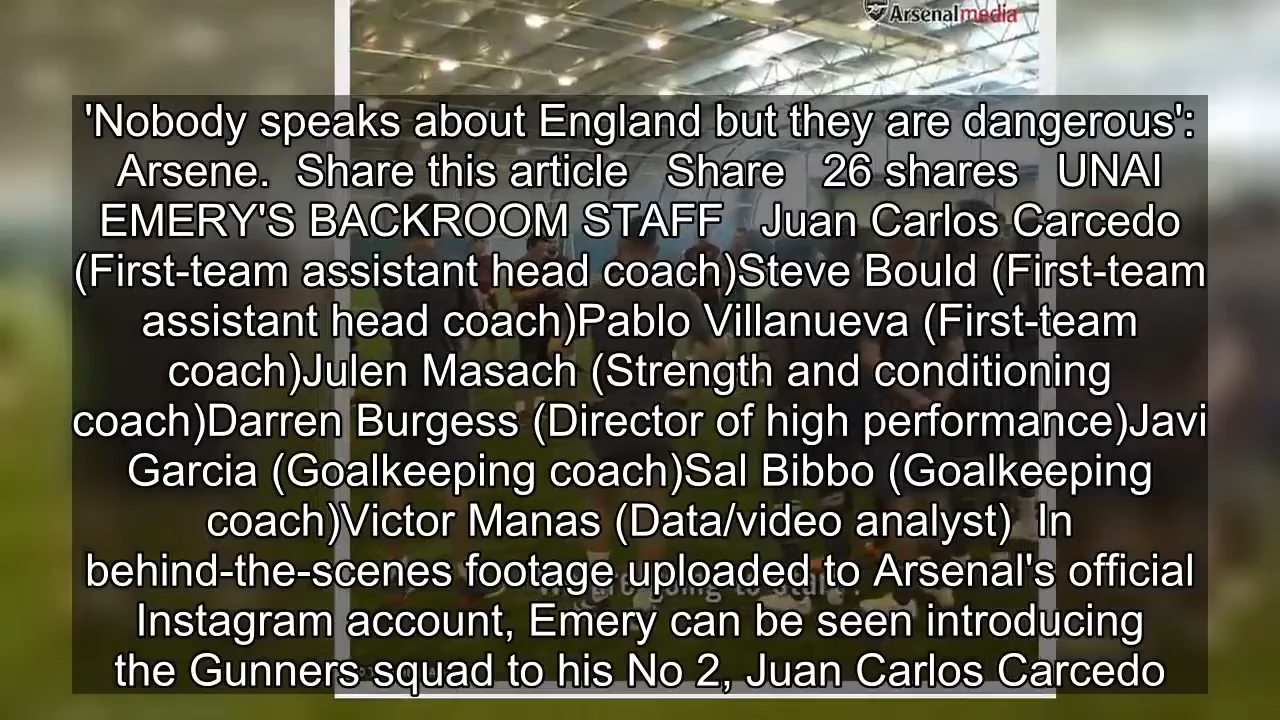 Arsenalmedia
'Nobody speaks about England but they are dangerous':
Arsene. Share this article Share 26 shares UNAI
EMERY'S BACKROOM STAFF Juan Carlos Carcedo
(First-team assistant head coach)Steve Bould (First-team
assistant head coach)Pablo Villanueva (First-team
coach)Julen Masach (Strength and conditioning
coach)Darren Burgess (Director of high performance)Javi
Garcia (Goalkeeping coach)Sal Bibbo (Goalkeeping
coach)Victor Manas (Data/video analyst) In
behind-the-scenes footage uploaded to Arsenal's official
Instagram account, Emery can be seen introducing
the Gunners squad to his No 2, Juan Carlos Carcedo